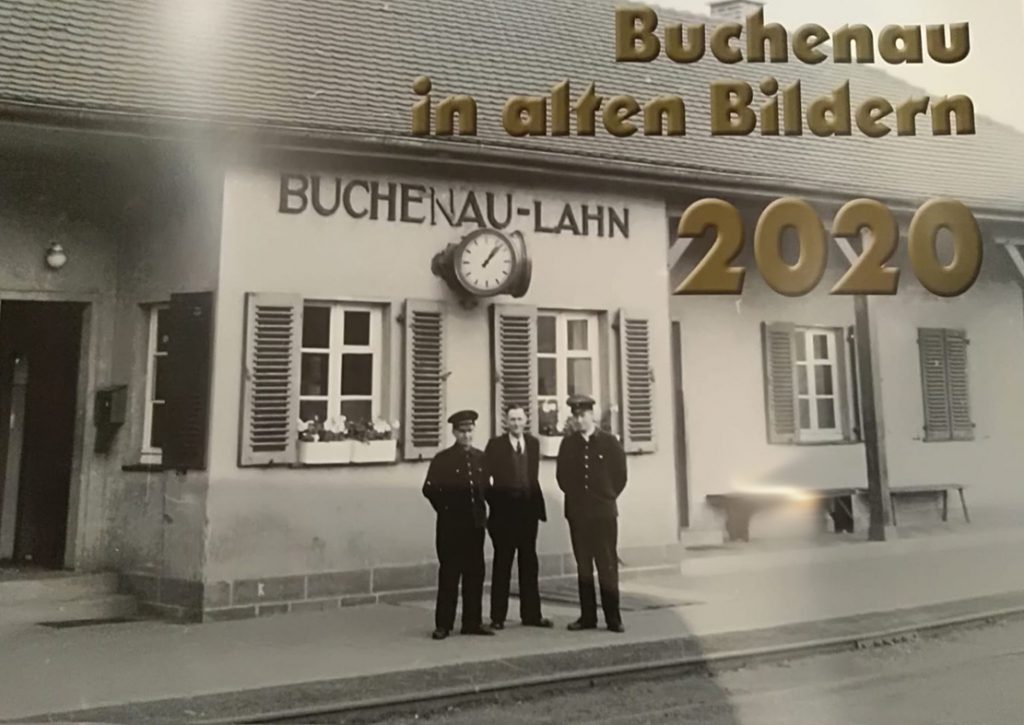 Buchenau
in alten Bildern
2020
BUCHENAU-LAHN